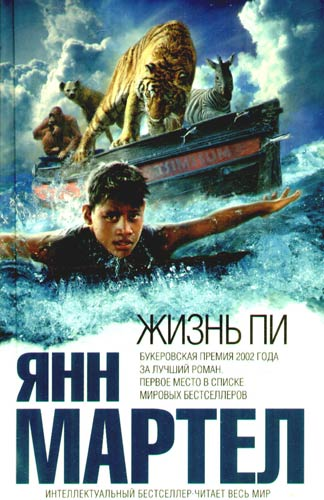 TSIMTSUM
ЖИЗНЬ ПИ
БУКЕРОВСКАЯ ПРЕМИЯ 2002 ГОДА
ЗА ЛУЧШИЙ РОМАН.
ПЕРВОЕ МЕСТО В СПИСКЕ
МИРОВЫХ БЕСТСЕЛЛЕРОВ
ЯНН
МАРТЕЛ
ИНТЕЛЛЕКТУАЛЬНЫЙ БЕСТСЕЛЛЕР·ЧИТАЕТ ВЕСЬ МИР